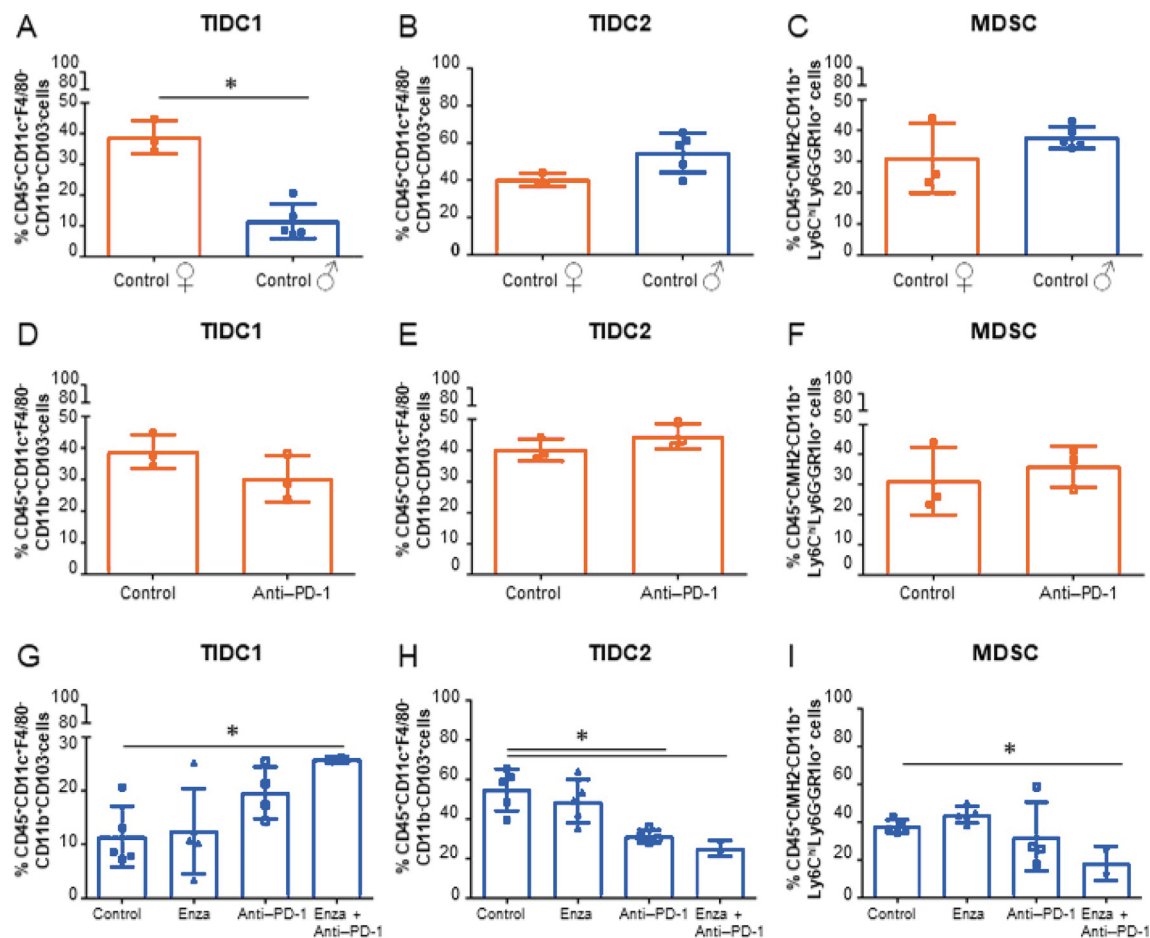 A TIDC1
% CD45⁺CD11c⁺F4/80⁻
CD11b⁺CD103⁻cells
100
80
50
40
30
20
10
0
*
Control ♀ Control ♂
B TIDC2
% CD45⁺CD11c⁺F4/80⁻
CD11b⁻CD103⁺cells
100
80
60
40
20
0
Control ♀ Control ♂
C MDSC
% CD45⁺CMH2⁻CD11b⁺
Ly6CʰⁱLy6G⁻GR1lo⁺ cells
100
80
50
40
30
20
10
0
Control ♀ Control ♂
D TIDC1
% CD45⁺CD11c⁺F4/80⁻
CD11b⁺CD103⁻cells
100
80
50
40
30
20
10
0
Control Anti–PD-1
E TIDC2
% CD45⁺CD11c⁺F4/80⁻
CD11b⁻CD103⁺cells
100
80
50
40
30
20
10
0
Control Anti–PD-1
F MDSC
% CD45⁺CMH2⁻CD11b⁺
Ly6CʰⁱLy6G⁻GR1lo⁺ cells
100
80
50
40
30
20
10
0
Control Anti–PD-1
G TIDC1
% CD45⁺CD11c⁺F4/80⁻
CD11b⁺CD103⁻cells
100
80
60
30
20
10
0
*
Control Enza Anti–PD-1 Enza +
Anti–PD-1
H TIDC2
% CD45⁺CD11c⁺F4/80⁻
CD11b⁻CD103⁺cells
100
80
60
40
20
0
*
Control Enza Anti–PD-1 Enza +
Anti–PD-1
I MDSC
% CD45⁺CMH2⁻CD11b⁺
Ly6CʰⁱLy6G⁻GR1lo⁺ cells
100
80
60
40
20
0
*
Control Enza Anti–PD-1 Enza +
Anti–PD-1